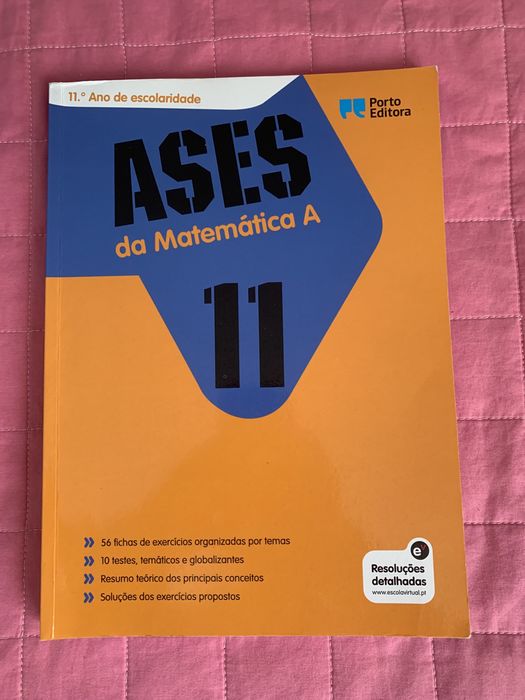 11.º Ano de escolaridade
Porto
Editora
ASES
da Matemática A
11
56 fichas de exercícios organizadas por temas
10 testes, temáticos e globalizantes
Resumo teórico dos principais conceitos
Soluções dos exercícios propostos
e
Resoluções
detalhadas
www.escolavirtual.pt